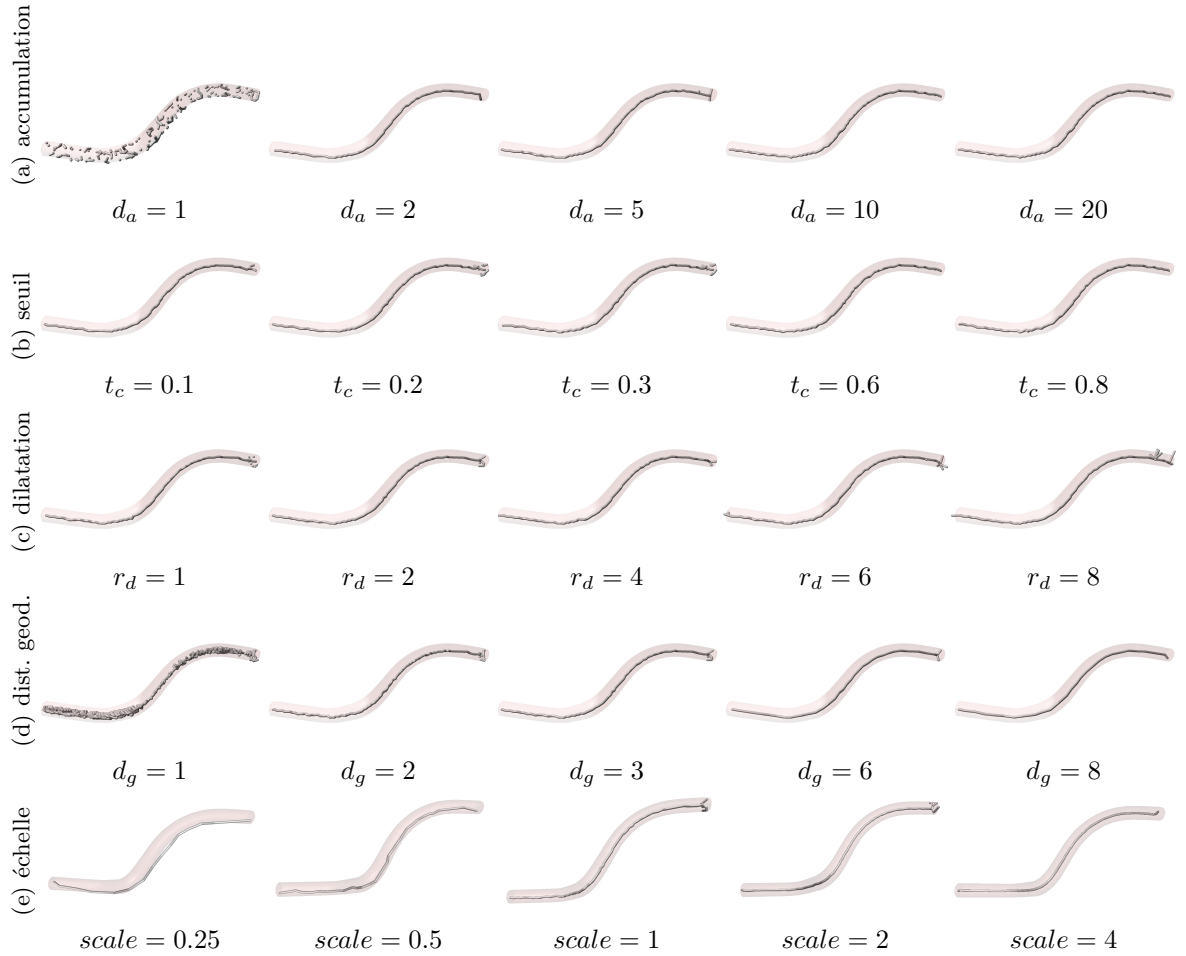 (a) accumulation
d_a = 1 d_a = 2 d_a = 5 d_a = 10 d_a = 20
(b) seuil
t_c = 0.1 t_c = 0.2 t_c = 0.3 t_c = 0.6 t_c = 0.8
(c) dilatation
r_d = 1 r_d = 2 r_d = 4 r_d = 6 r_d = 8
(d) dist. geod.
d_g = 1 d_g = 2 d_g = 3 d_g = 6 d_g = 8
(e) échelle
scale = 0.25 scale = 0.5 scale = 1 scale = 2 scale = 4